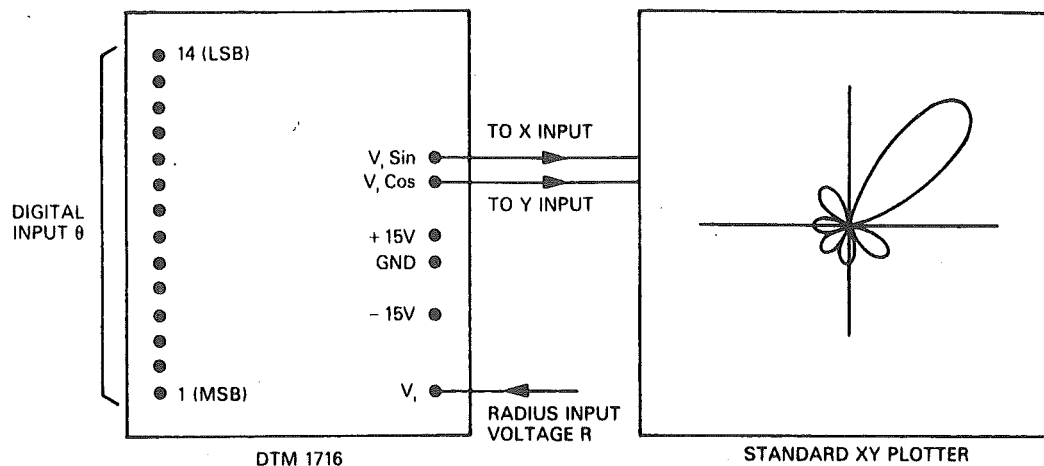 14 (LSB)
TO X INPUT
V, Sin
V, Cos
TO Y INPUT
DIGITAL
INPUT θ
+ 15V
GND
- 15V
1 (MSB)
V,
RADIUS INPUT
VOLTAGE R
DTM 1716
STANDARD XY PLOTTER